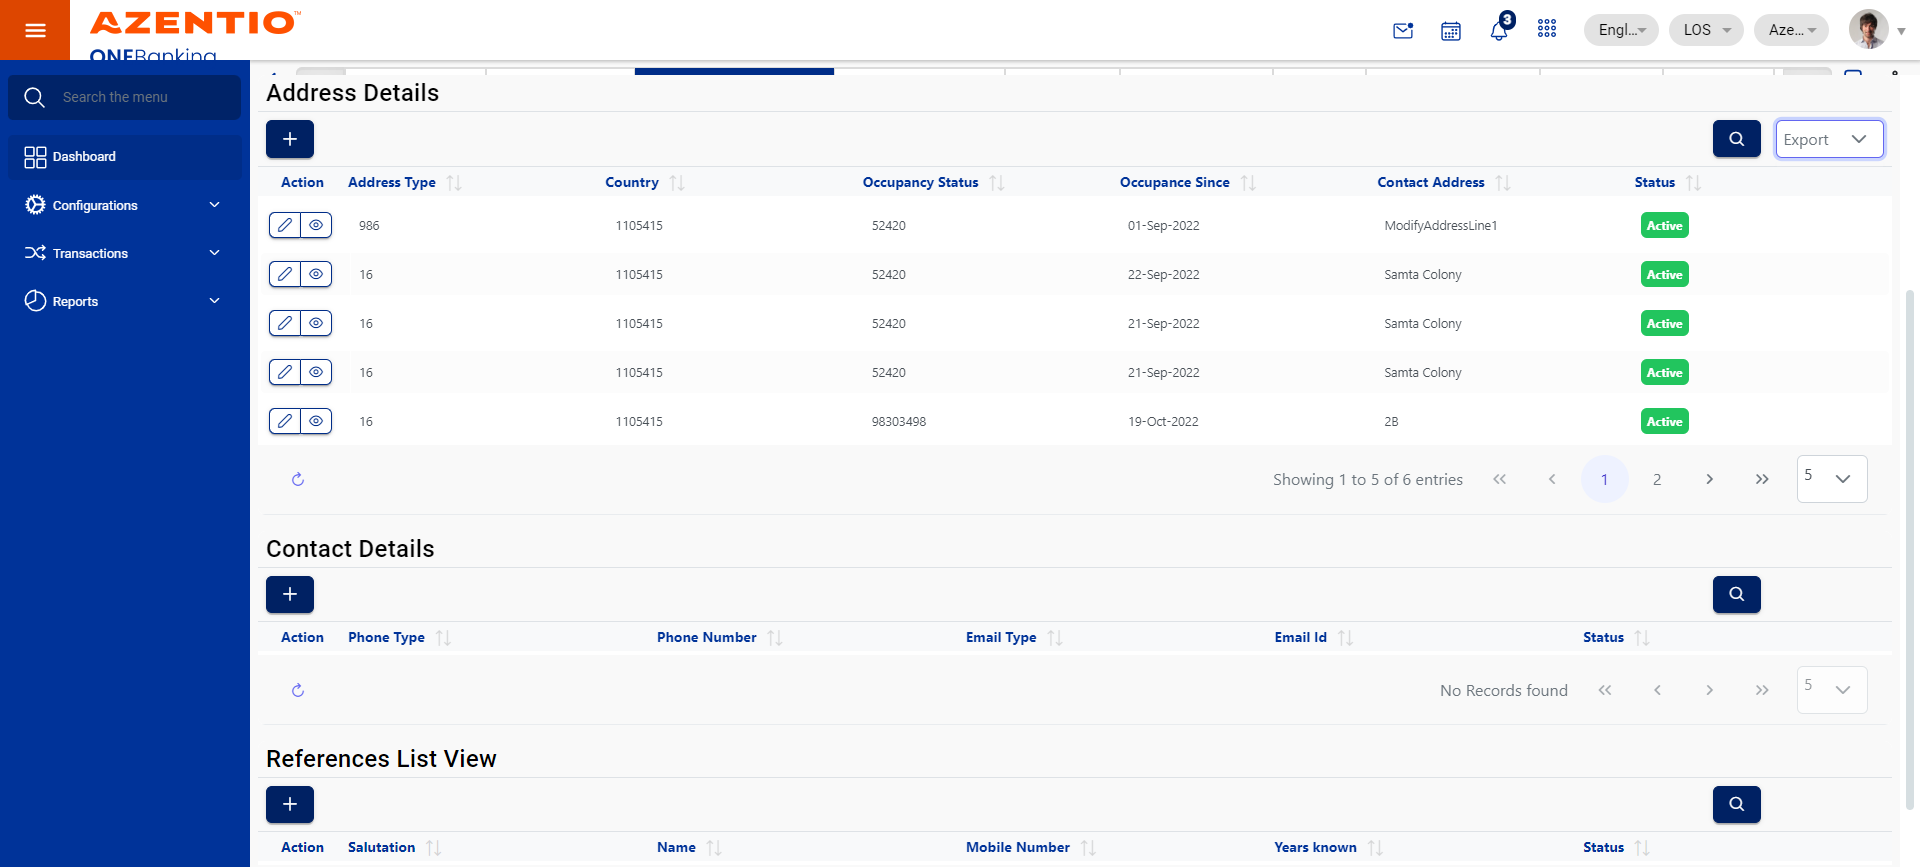 AZENTIO™
ONEBanking
3
Engl...
LOS
Aze...
Search the menu
Dashboard
Configurations
Transactions
Reports
Address Details
Export
Action Address Type Country Occupancy Status Occupance Since Contact Address Status
986 1105415 52420 01-Sep-2022 ModifyAddressLine1 Active
16 1105415 52420 22-Sep-2022 Samta Colony Active
16 1105415 52420 21-Sep-2022 Samta Colony Active
16 1105415 52420 21-Sep-2022 Samta Colony Active
16 1105415 98303498 19-Oct-2022 2B Active
Showing 1 to 5 of 6 entries 1 2 5
Contact Details
Action Phone Type Phone Number Email Type Email Id Status
No Records found 5
References List View
Action Salutation Name Mobile Number Years known Status